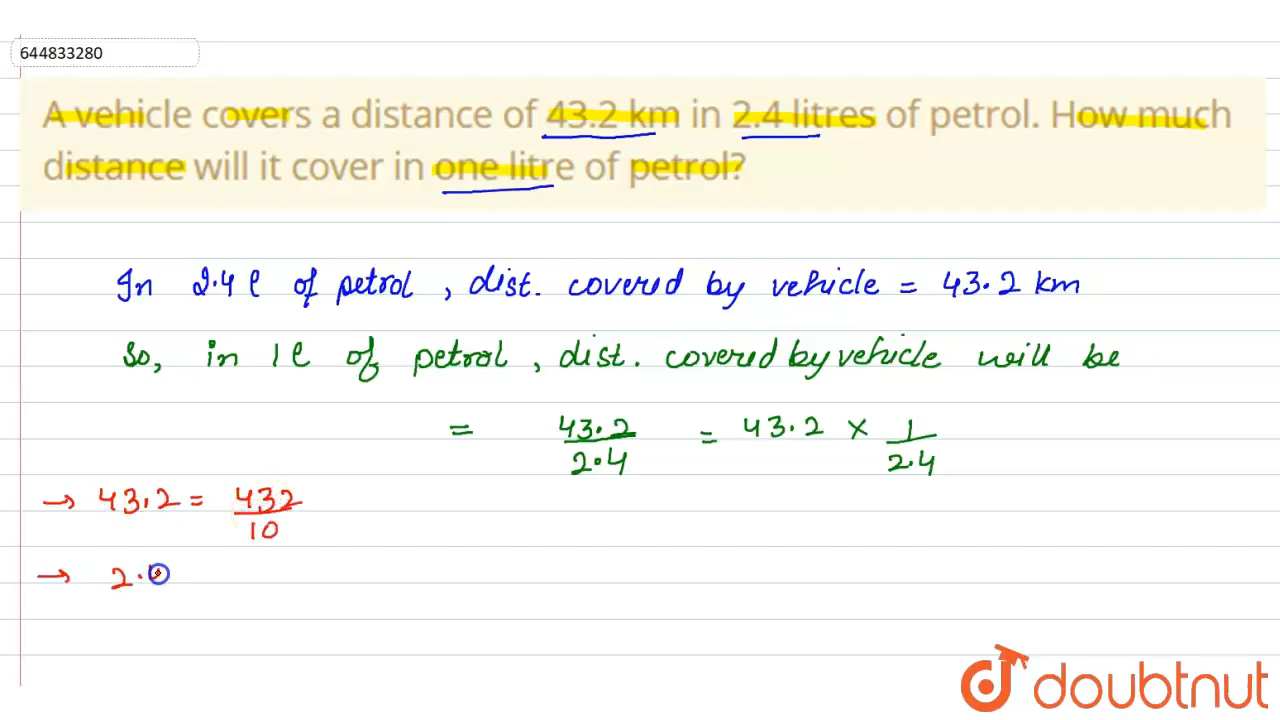 644833280
A vehicle covers a distance of 43.2 km in 2.4 litres of petrol. How much
distance will it cover in one litre of petrol?
In 2.4 l of petrol, dist. covered by vehicle = 43.2 km
So, in 1 l of petrol, dist. covered by vehicle will be
= 43.2/2.4 = 43.2 × 1/2.4
→ 43.2 = 432/10
→ 2.
doubtnut